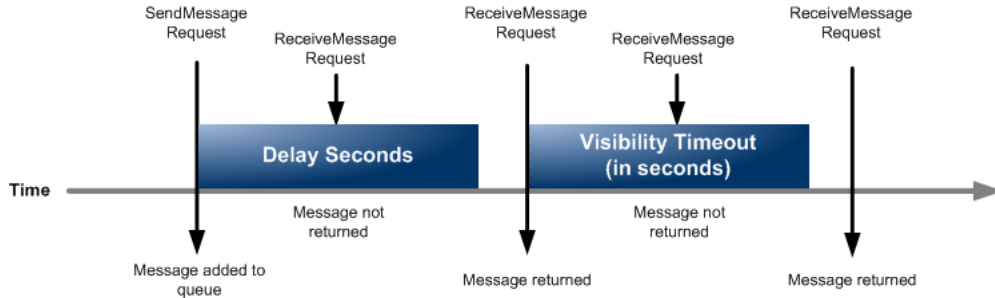 SendMessage
Request
ReceiveMessage
Request
ReceiveMessage
Request
ReceiveMessage
Request
ReceiveMessage
Request
Delay Seconds
Visibility Timeout
(in seconds)
Time
Message not
returned
Message not
returned
Message added to
queue
Message returned
Message returned